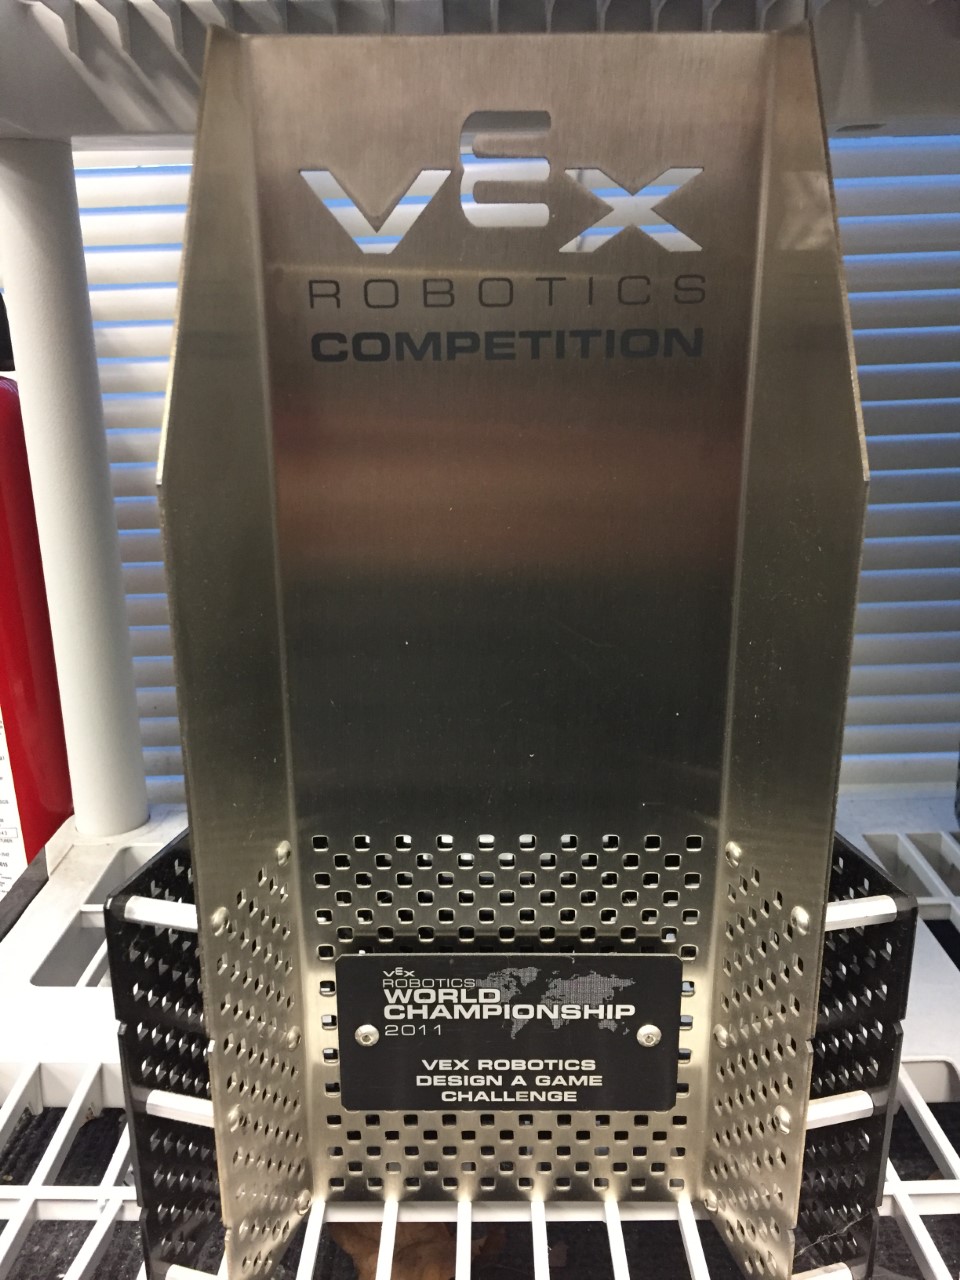 vEx
ROBOTICS
COMPETITION
vEx
ROBOTICS
WORLD
CHAMPIONSHIP
2011
VEX ROBOTICS
DESIGN A GAME
CHALLENGE